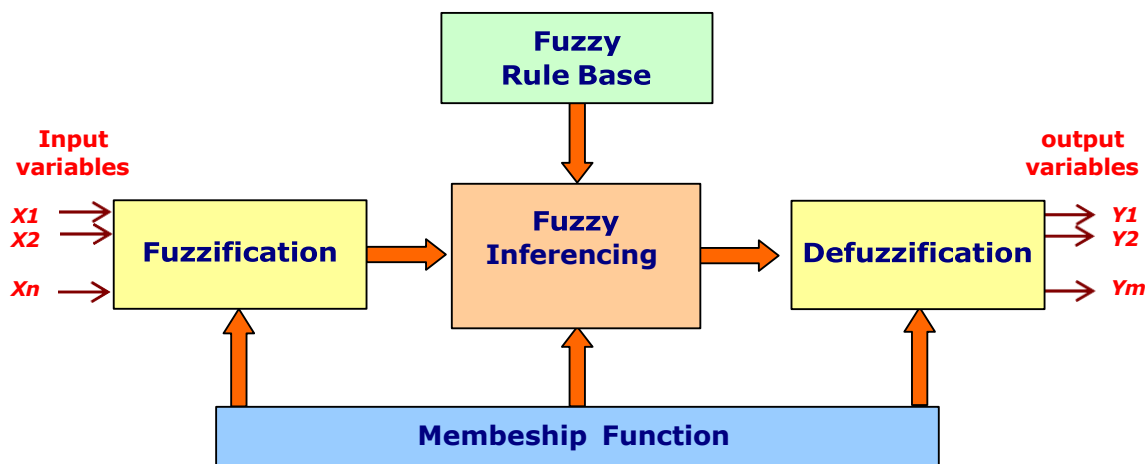 Fuzzy
Rule Base
Input
variables
output
variables
X1
X2
Xn
Fuzzification
Fuzzy
Inferencing
Defuzzification
Y1
Y2
Ym
Membeship Function